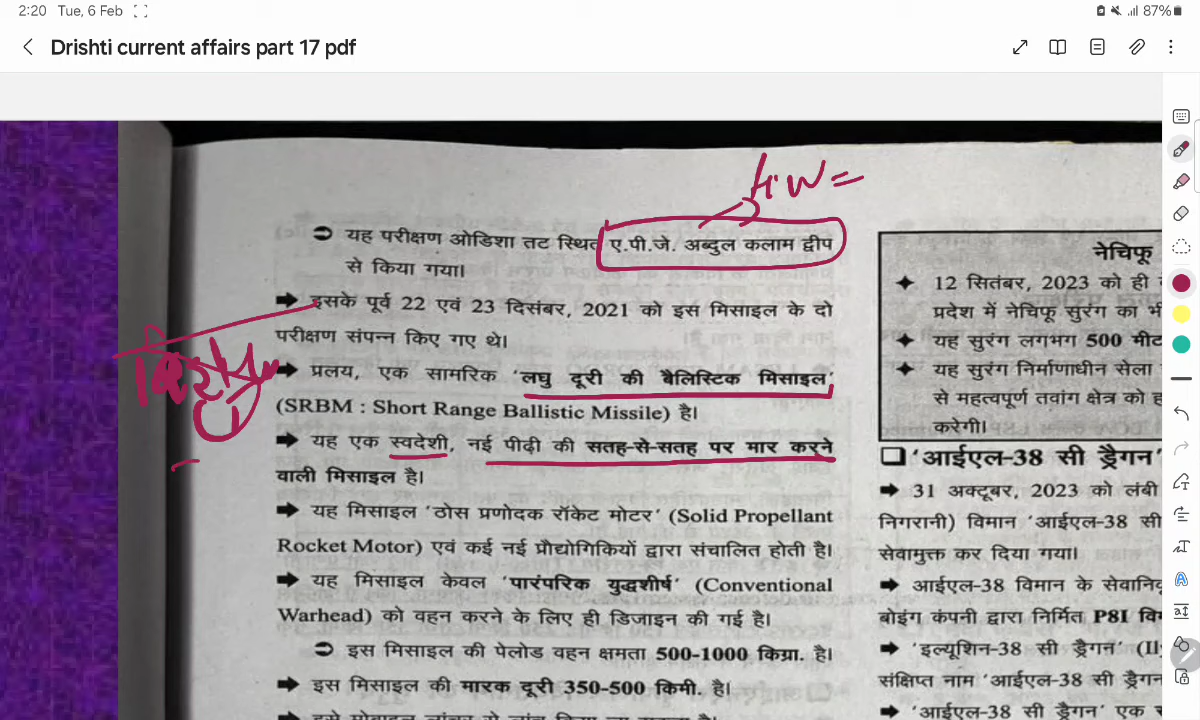 2:20 Tue, 6 Feb
87%
Drishti current affairs part 17 pdf
H.W =
यह परीक्षण ओडिशा तट स्थित ए.पी.जे. अब्दुल कलाम द्वीप
से किया गया।
इसके पूर्व 22 एवं 23 दिसंबर, 2021 को इस मिसाइल के दो
परीक्षण संपन्न किए गए थे।
प्रलय, एक सामरिक 'लघु दूरी की बैलिस्टिक मिसाइल'
(SRBM : Short Range Ballistic Missile) है।
यह एक स्वदेशी, नई पीढ़ी की सतह-से-सतह पर मार करने
वाली मिसाइल है।
यह मिसाइल 'ठोस प्रणोदक रॉकेट मोटर' (Solid Propellant
Rocket Motor) एवं कई नई प्रौद्योगिकियों द्वारा संचालित होती है।
यह मिसाइल केवल 'पारंपरिक युद्धशीर्ष' (Conventional
Warhead) को वहन करने के लिए ही डिजाइन की गई है।
इस मिसाइल की पेलोड वहन क्षमता 500-1000 किग्रा. है।
इस मिसाइल की मारक दूरी 350-500 किमी. है।
नेचिफू
12 सितंबर, 2023 को ही
प्रदेश में नेचिफू सुरंग का भी
यह सुरंग लगभग 500 मीट
यह सुरंग निर्माणाधीन सेला
से महत्वपूर्ण तवांग क्षेत्र को
करेगी।
'आईएल-38 सी ड्रैगन'
31 अक्टूबर, 2023 को लंबी
निगरानी) विमान 'आईएल-38 सी
सेवामुक्त कर दिया गया।
आईएल-38 विमान के सेवानि
बोइंग कंपनी द्वारा निर्मित P8I वि
'इल्यूशिन-38 सी ड्रैगन' (Il
संक्षिप्त नाम 'आईएल-38 सी ड्रैगन
'आईएल-38 सी ड्रैगन' एक